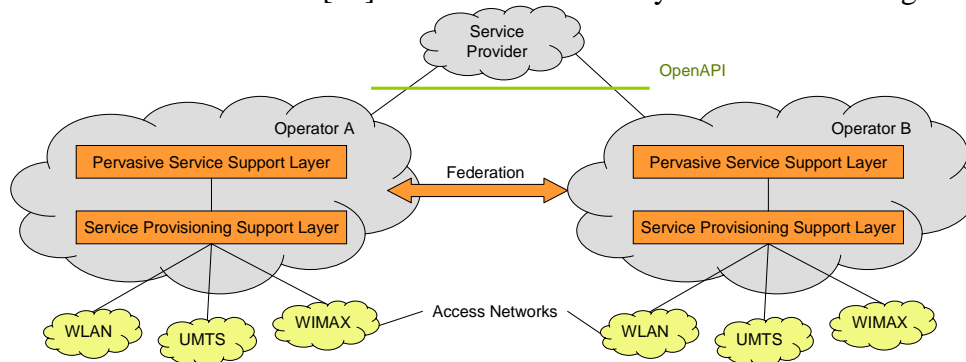 Service
Provider
OpenAPI
Operator A
Operator B
Pervasive Service Support Layer
Pervasive Service Support Layer
Federation
Service Provisioning Support Layer
Service Provisioning Support Layer
WLAN
UMTS
WIMAX
Access Networks
WLAN
UMTS
WIMAX